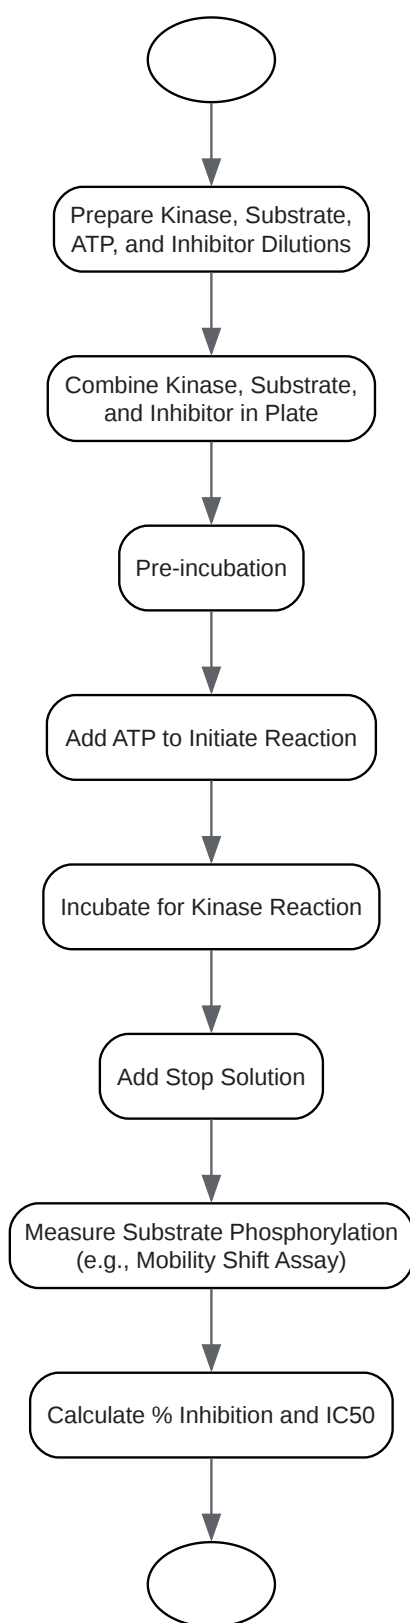 Prepare Kinase, Substrate,
ATP, and Inhibitor Dilutions
Combine Kinase, Substrate,
and Inhibitor in Plate
Pre-incubation
Add ATP to Initiate Reaction
Incubate for Kinase Reaction
Add Stop Solution
Measure Substrate Phosphorylation
(e.g., Mobility Shift Assay)
Calculate % Inhibition and IC50